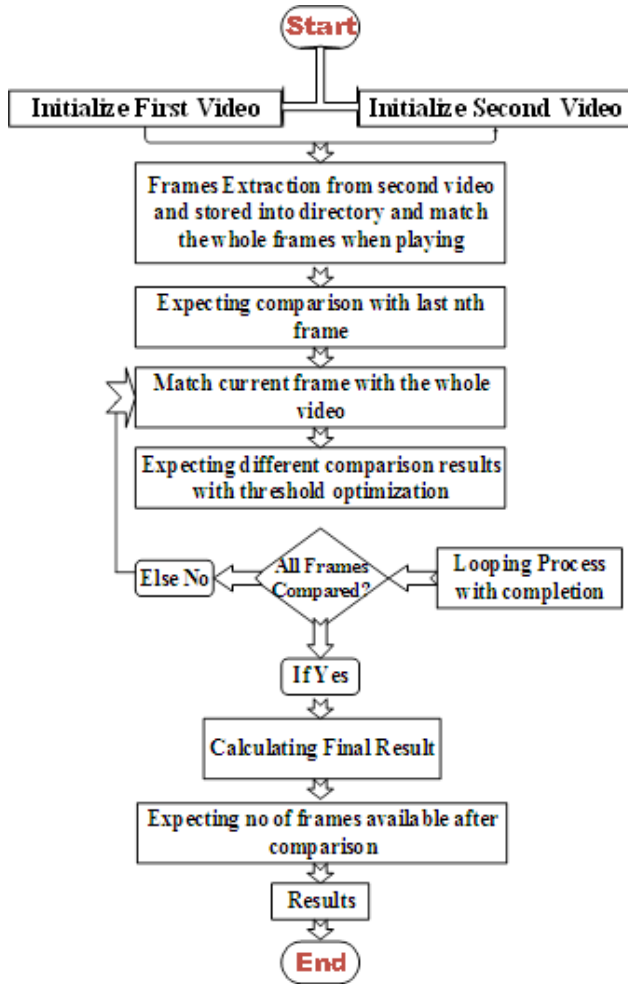 Start
Initialize First Video
Initialize Second Video
Frames Extraction from second video
and stored into directory and match
the whole frames when playing
Expecting comparison with last nth
frame
Match current frame with the whole
video
Expecting different comparison results
with threshold optimization
All Frames
Compared?
Else No
Looping Process
with completion
If Yes
Calculating Final Result
Expecting no of frames available after
comparison
Results
End